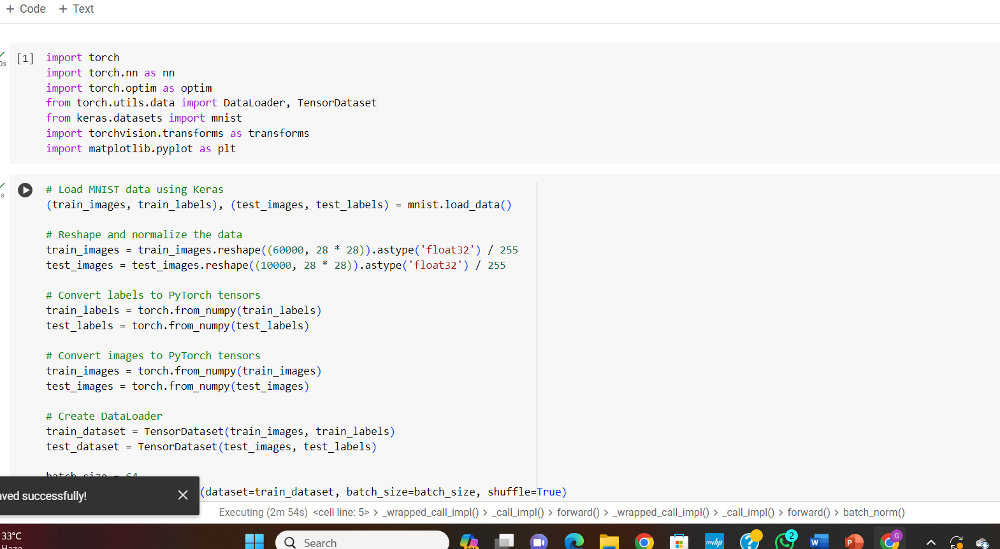 + Code + Text
[1] import torch
import torch.nn as nn
import torch.optim as optim
from torch.utils.data import DataLoader, TensorDataset
from keras.datasets import mnist
import torchvision.transforms as transforms
import matplotlib.pyplot as plt
0s
s
# Load MNIST data using Keras
(train_images, train_labels), (test_images, test_labels) = mnist.load_data()
# Reshape and normalize the data
train_images = train_images.reshape((60000, 28 * 28)).astype('float32') / 255
test_images = test_images.reshape((10000, 28 * 28)).astype('float32') / 255
# Convert labels to PyTorch tensors
train_labels = torch.from_numpy(train_labels)
test_labels = torch.from_numpy(test_labels)
# Convert images to PyTorch tensors
train_images = torch.from_numpy(train_images)
test_images = torch.from_numpy(test_images)
# Create DataLoader
train_dataset = TensorDataset(train_images, train_labels)
test_dataset = TensorDataset(test_images, test_labels)
batch_size = 64
(dataset=train_dataset, batch_size=batch_size, shuffle=True)
aved successfully!
Executing (2m 54s) <cell line: 5> > _wrapped_call_impl() > _call_impl() > forward() > _wrapped_call_impl() > _call_impl() > forward() > batch_norm()
33°C
Haze
Search
PRE
myhp
?
2
W
P
G